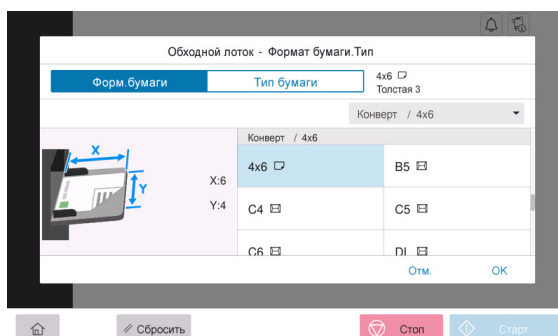 Обходной лоток - Формат бумаги.Тип
Форм.бумаги
Тип бумаги
4x6
Толстая 3
Конверт / 4x6
Конверт / 4x6
X
Y
X:6
Y:4
4x6
B5
C4
C5
C6
DL
Отм.
OK
Сбросить
Стоп
Старт